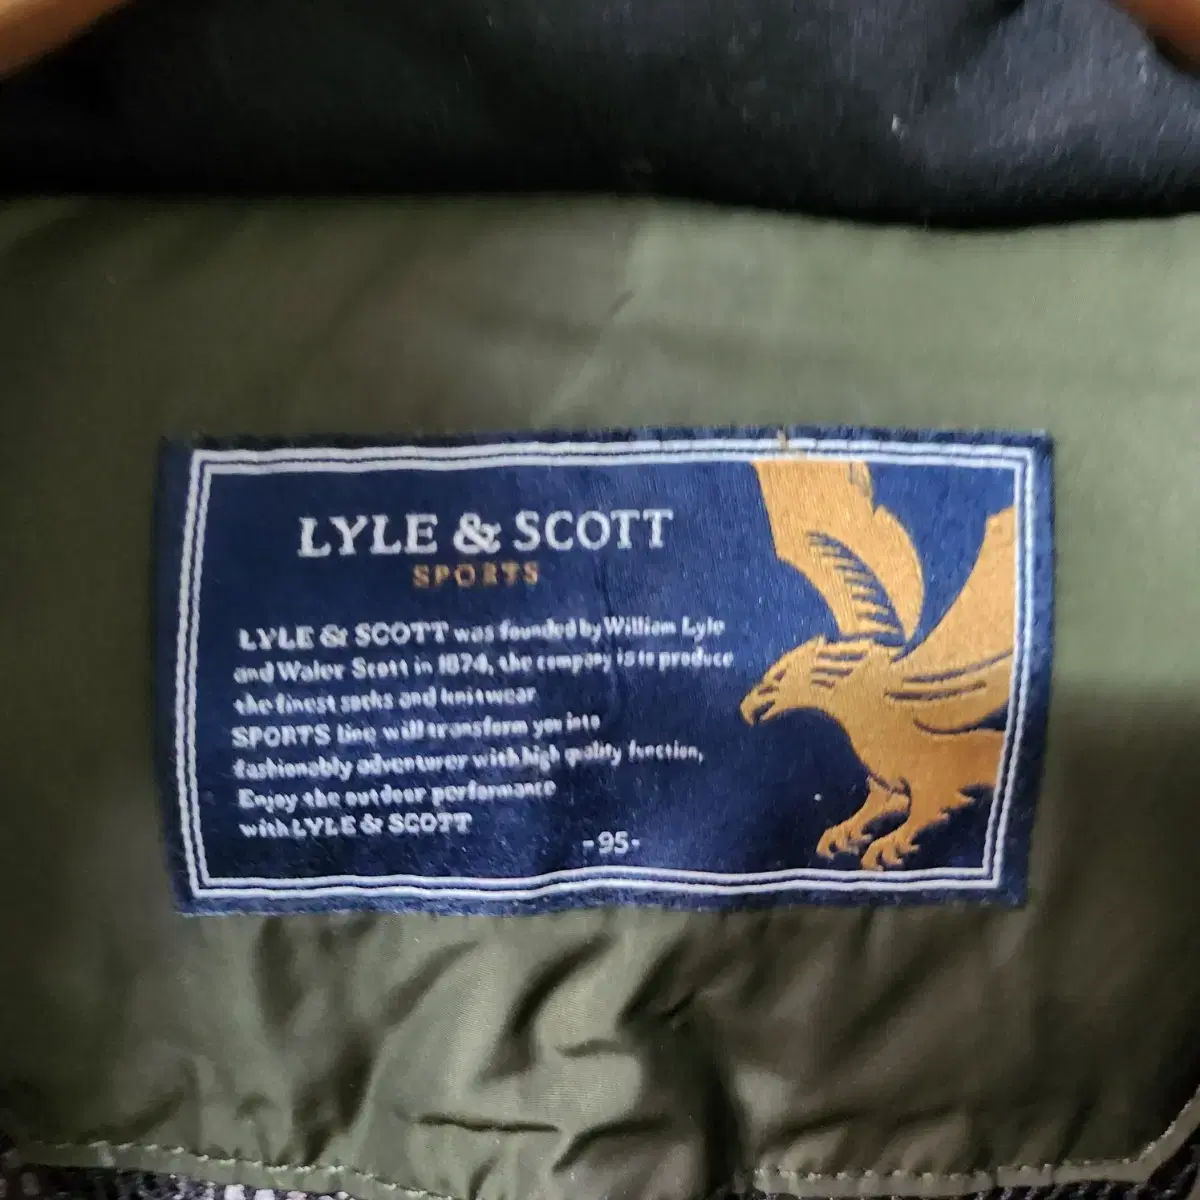 LYLE & SCOTT
SPORTS
LYLE & SCOTT was founded by William Lyle
and Waler Scott in 1874, the company is to produce
the finest socks and knitwear
SPORTS line will transform you into
fashionably adventurer with high quality function,
Enjoy the outdoor performance
with LYLE & SCOTT
-95-